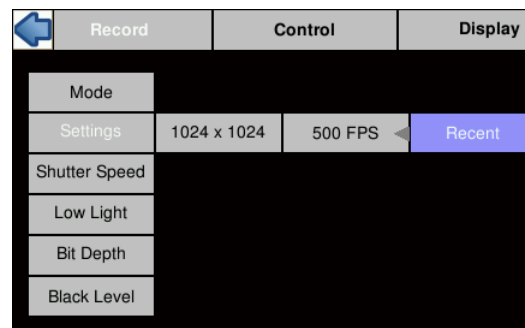 Record Control Display
Mode
Settings 1024 x 1024 500 FPS Recent
Shutter Speed
Low Light
Bit Depth
Black Level